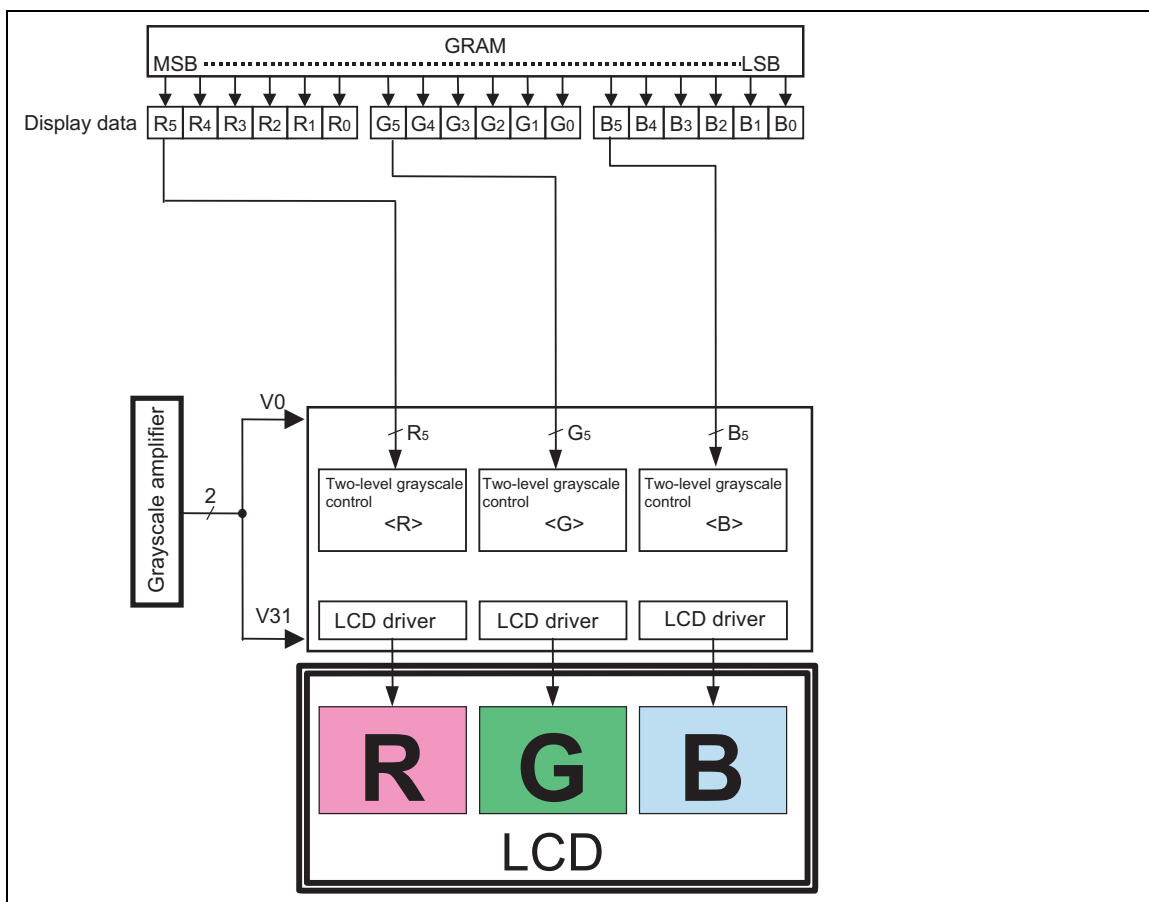 GRAM
MSB LSB
Display data R5 R4 R3 R2 R1 R0 G5 G4 G3 G2 G1 G0 B5 B4 B3 B2 B1 B0
Grayscale amplifier
2
V0
V31
R5 G5 B5
Two-level grayscale
control
<R>
Two-level grayscale
control
<G>
Two-level grayscale
control
<B>
LCD driver LCD driver LCD driver
R G B
LCD